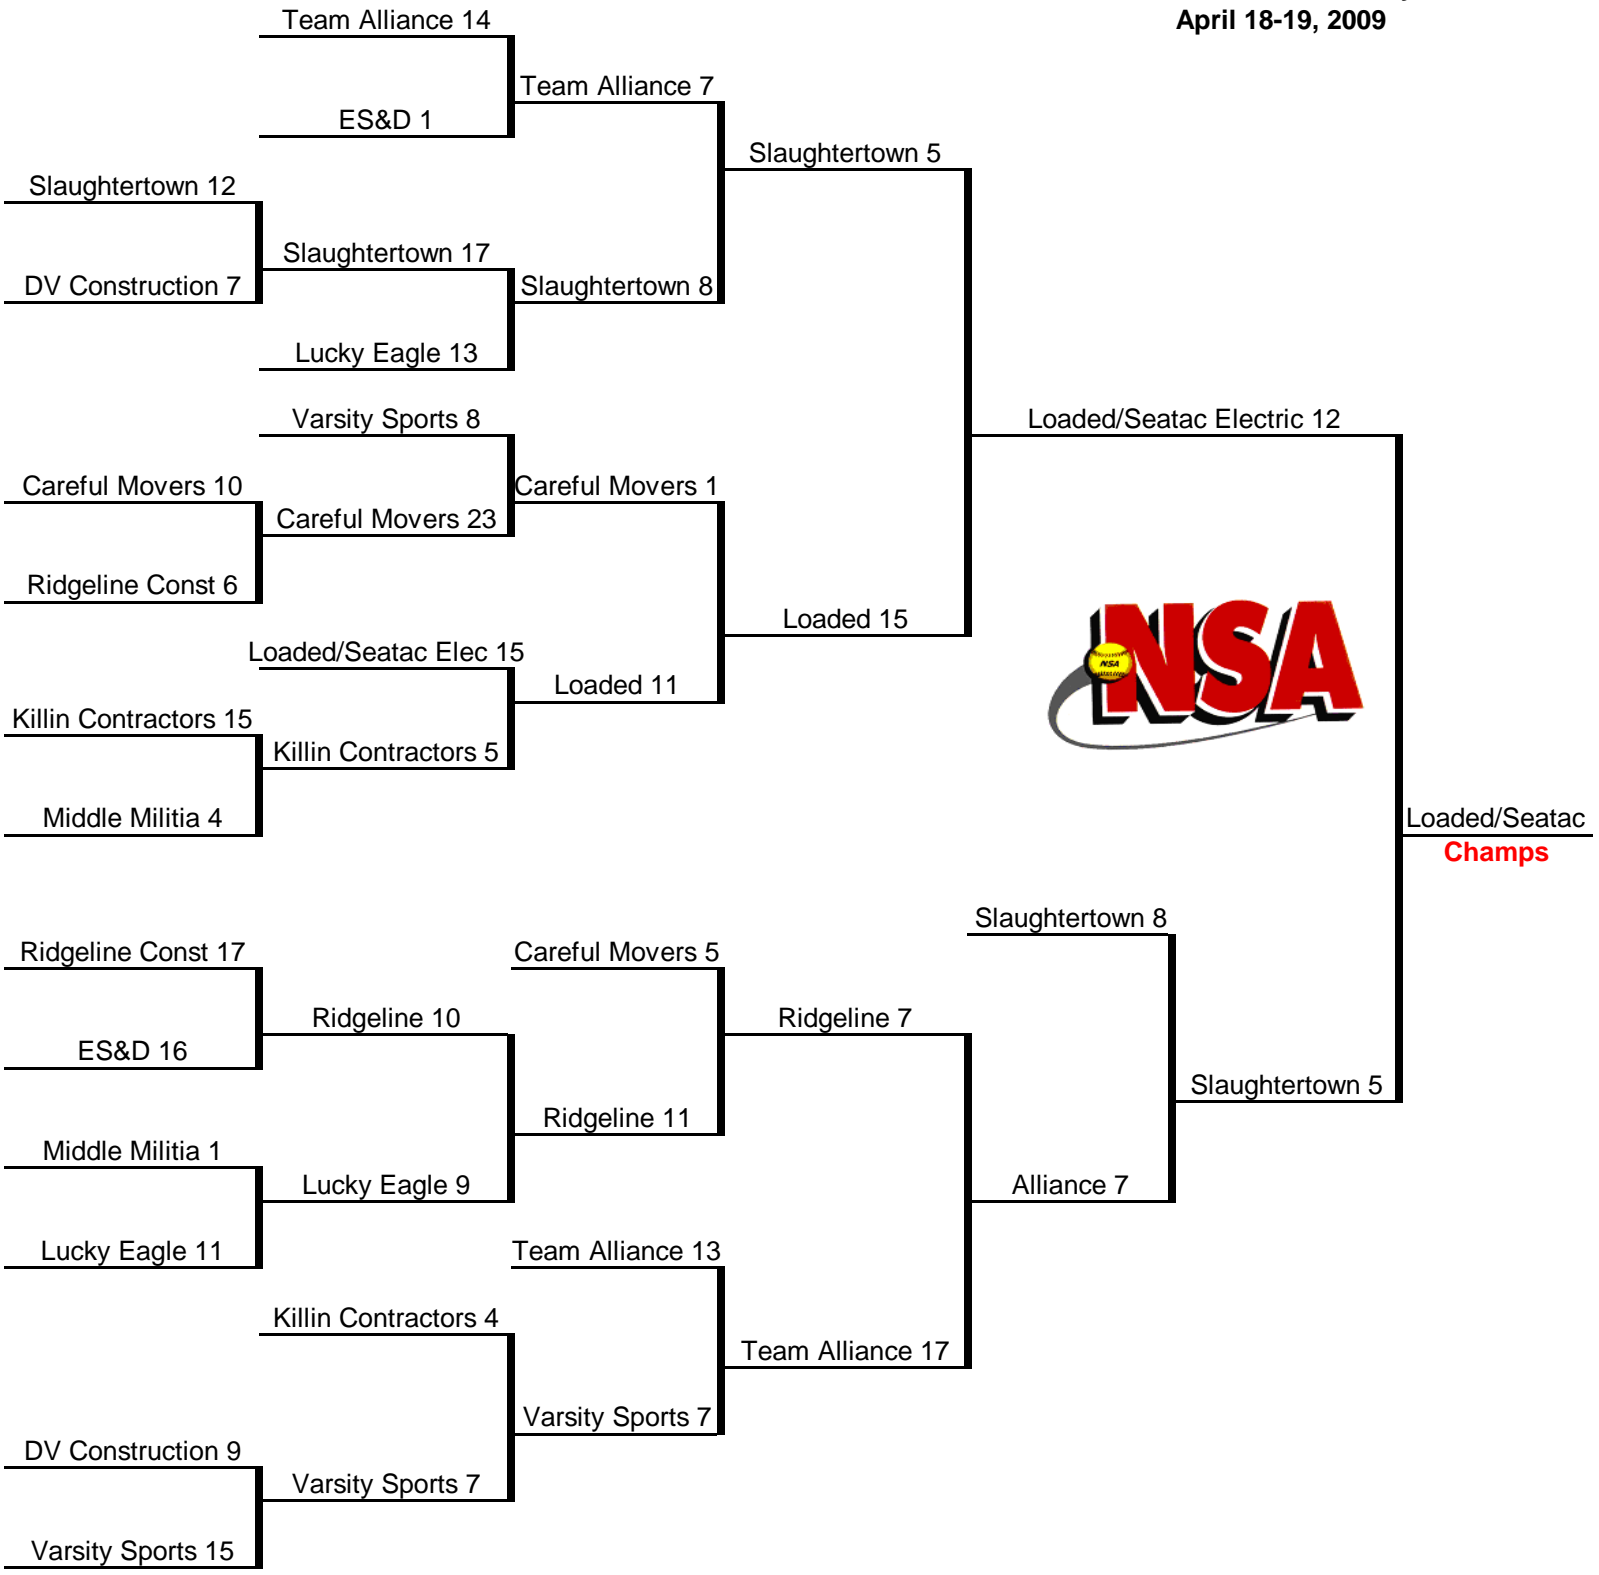 April 18-19, 2009
Team Alliance 14
Team Alliance 7
ES&D 1
Slaughtertown 5
Slaughtertown 12
Slaughtertown 17
DV Construction 7
Slaughtertown 8
Lucky Eagle 13
Varsity Sports 8
Loaded/Seatac Electric 12
Careful Movers 10
Careful Movers 1
Careful Movers 23
Ridgeline Const 6
Loaded 15
Loaded/Seatac Elec 15
NSA
NSA
Loaded 11
Killin Contractors 15
Killin Contractors 5
Middle Militia 4
Loaded/Seatac
Champs
Slaughtertown 8
Ridgeline Const 17
Careful Movers 5
Ridgeline 10
Ridgeline 7
ES&D 16
Slaughtertown 5
Ridgeline 11
Middle Militia 1
Lucky Eagle 9
Alliance 7
Lucky Eagle 11
Team Alliance 13
Killin Contractors 4
Team Alliance 17
Varsity Sports 7
DV Construction 9
Varsity Sports 7
Varsity Sports 15